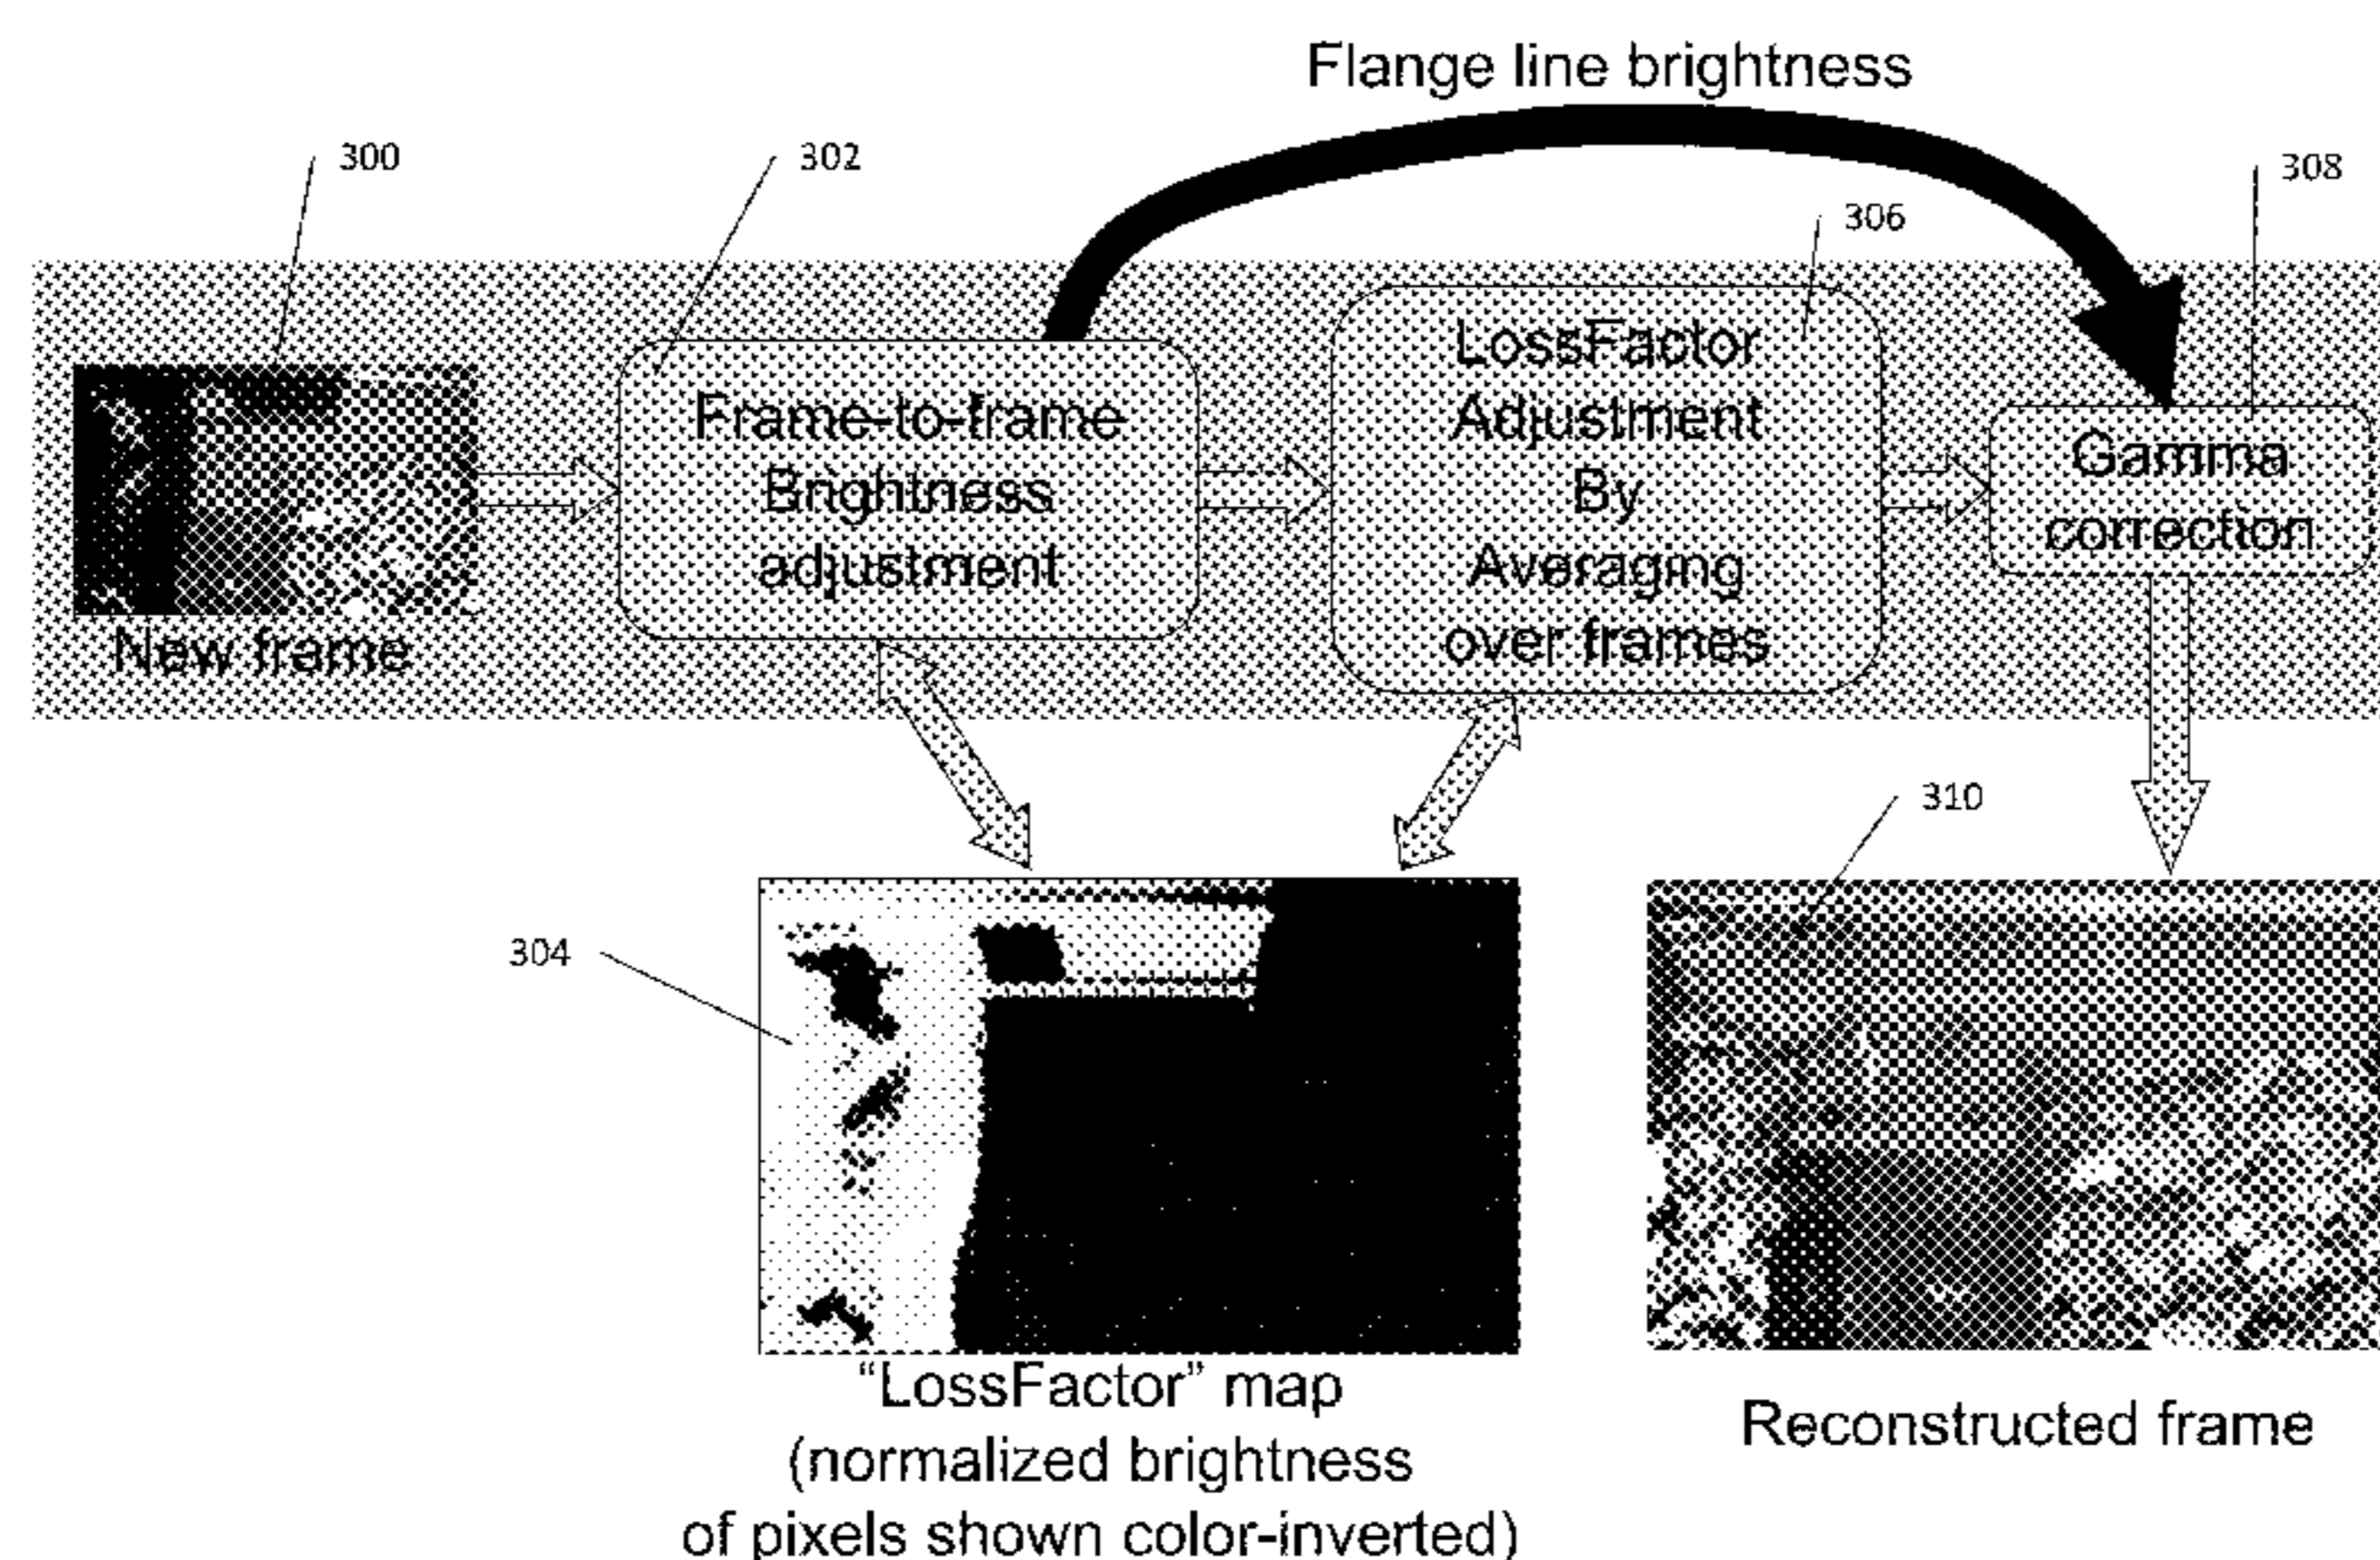 Flange line brightness
300
302
308
306
LossFactor
Adjustment
By
Averaging
over frames
Frame-to-frame
Brightness
adjustment
Gamma
correction
New frame
310
304
“LossFactor” map
(normalized brightness
of pixels shown color-inverted)
Reconstructed frame